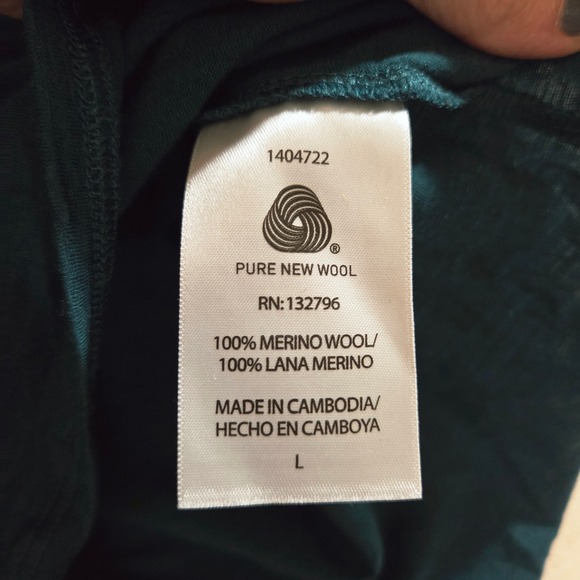 1404722
®
PURE NEW WOOL
RN:132796
100% MERINO WOOL/
100% LANA MERINO
MADE IN CAMBODIA/
HECHO EN CAMBOYA
L